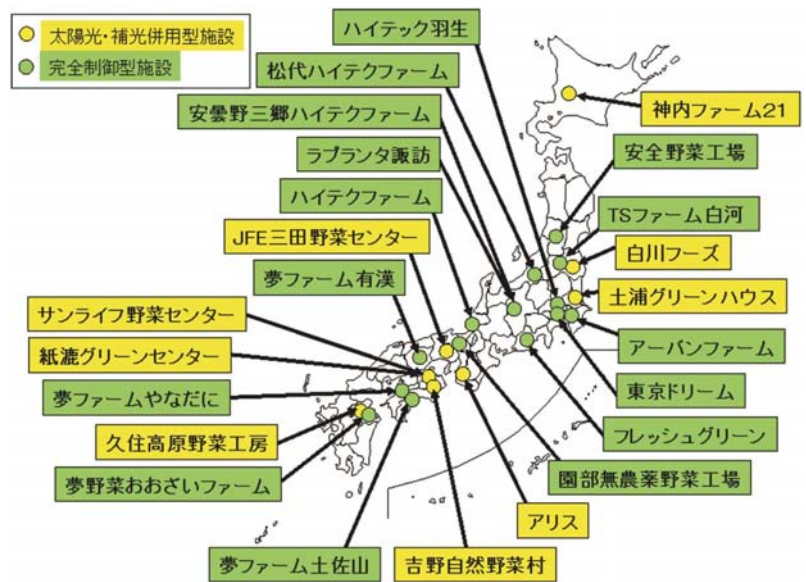 太陽光・補光併用型施設
完全制御型施設
ハイテック羽生
松代ハイテクファーム
安曇野三郷ハイテクファーム
ラプランタ諏訪
ハイテクファーム
JFE三田野菜センター
夢ファーム有漢
サンライフ野菜センター
紙漉グリーンセンター
夢ファームやなだに
久住高原野菜工房
夢野菜おおざいファーム
夢ファーム土佐山
吉野自然野菜村
アリス
園部無農薬野菜工場
フレッシュグリーン
東京ドリーム
アーバンファーム
土浦グリーンハウス
白川フーズ
TSファーム白河
安全野菜工場
神内ファーム21